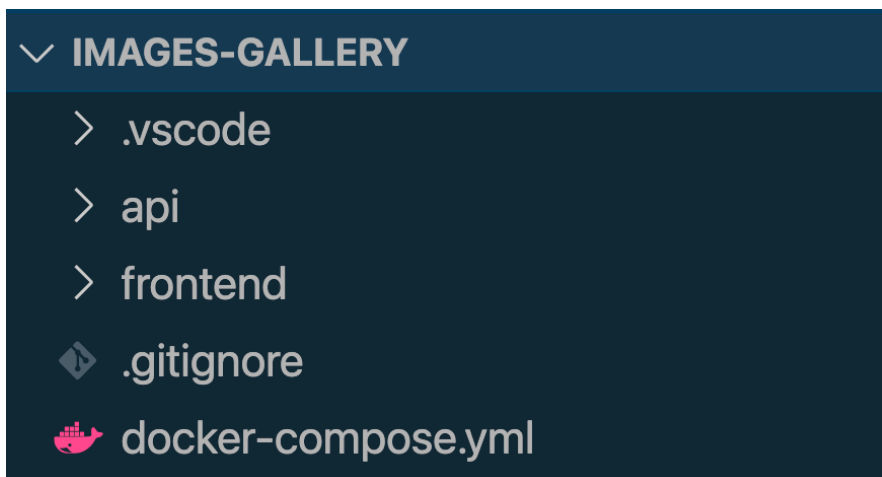 IMAGES-GALLERY
.vscode
api
frontend
.gitignore
docker-compose.yml